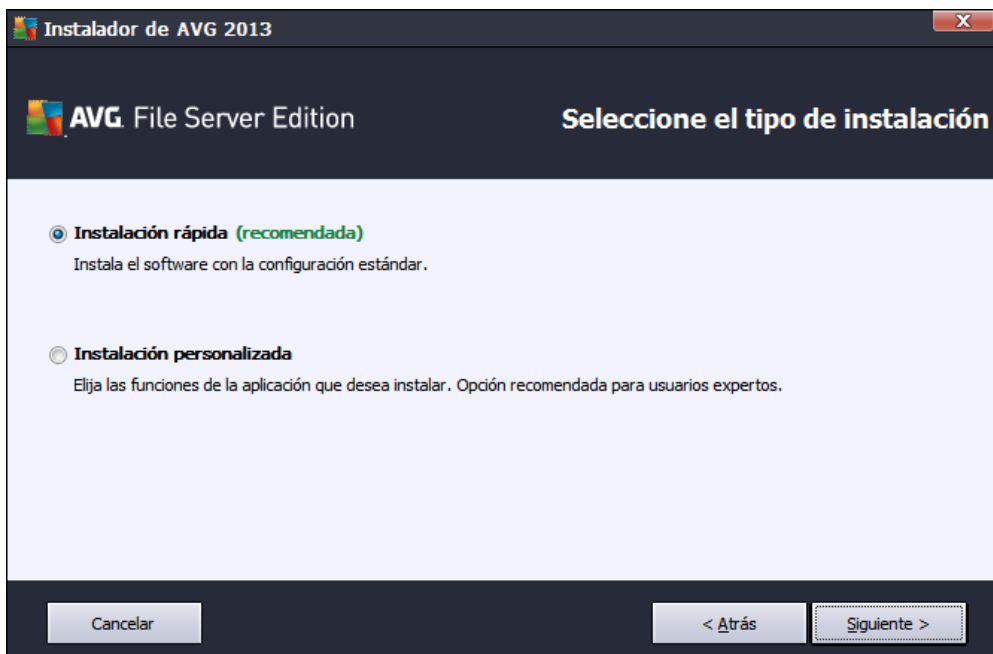 Instalador de AVG 2013
X
AVG. File Server Edition
Seleccione el tipo de instalación
Instalación rápida (recomendada)
Instala el software con la configuración estándar.
Instalación personalizada
Elija las funciones de la aplicación que desea instalar. Opción recomendada para usuarios expertos.
Cancelar
< Atrás
Siguiente >